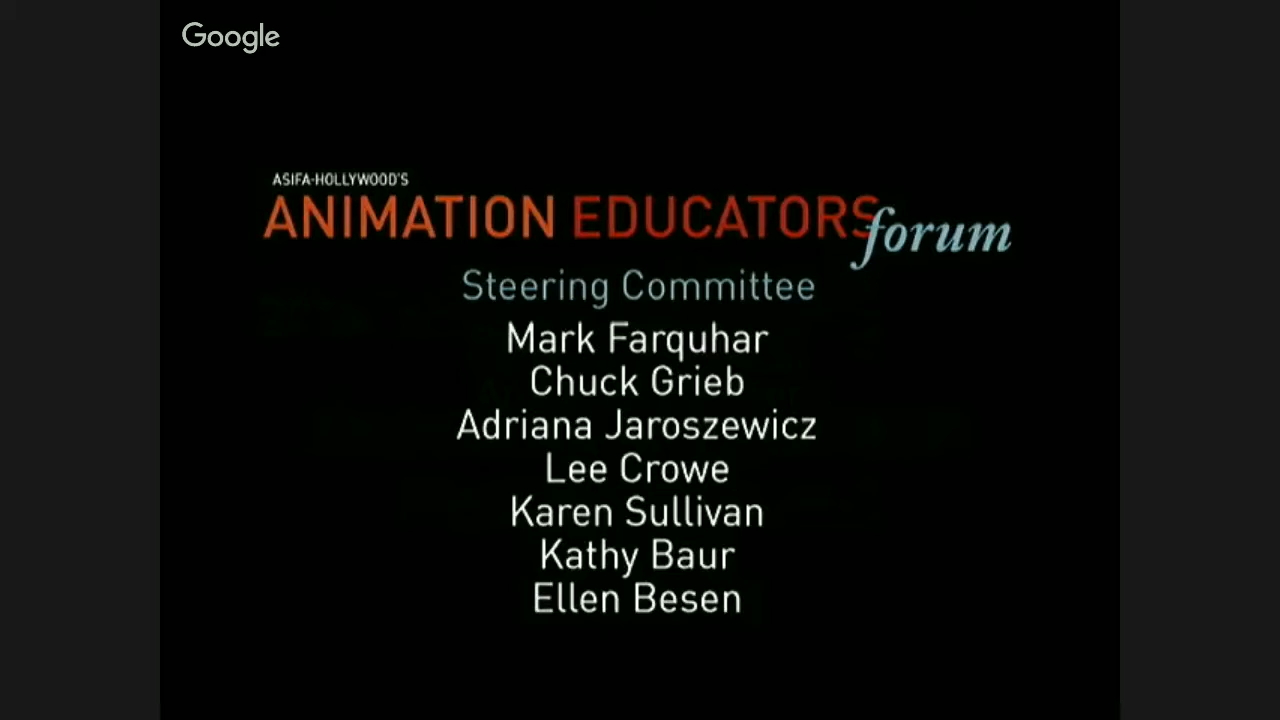 Google
ASIFA-HOLLYWOOD'S
ANIMATION EDUCATORS forum
Steering Committee
Mark Farquhar
Chuck Grieb
Adriana Jaroszewicz
Lee Crowe
Karen Sullivan
Kathy Baur
Ellen Besen